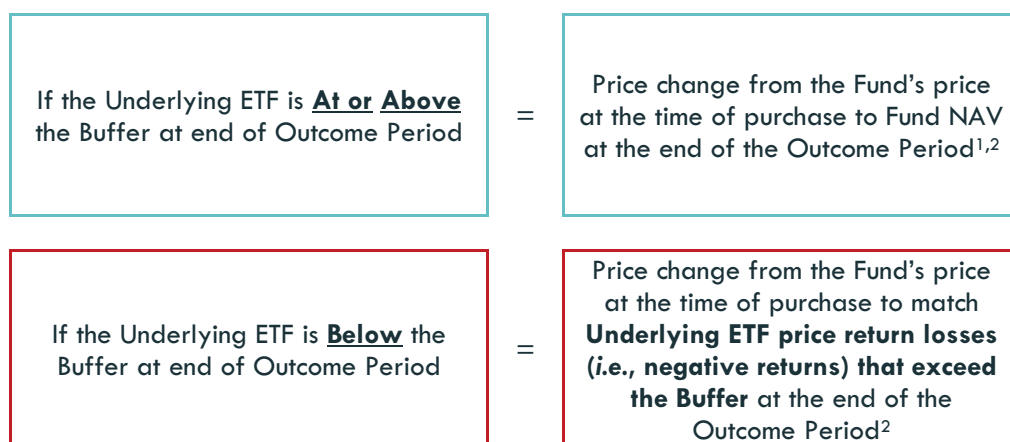 If the Underlying ETF is At or Above
the Buffer at end of Outcome Period
=
Price change from the Fund's price
at the time of purchase to Fund NAV
at the end of the Outcome Period¹,²
If the Underlying ETF is Below the
Buffer at end of Outcome Period
=
Price change from the Fund's price
at the time of purchase to match
Underlying ETF price return losses
(i.e., negative returns) that exceed
the Buffer at the end of the
Outcome Period²